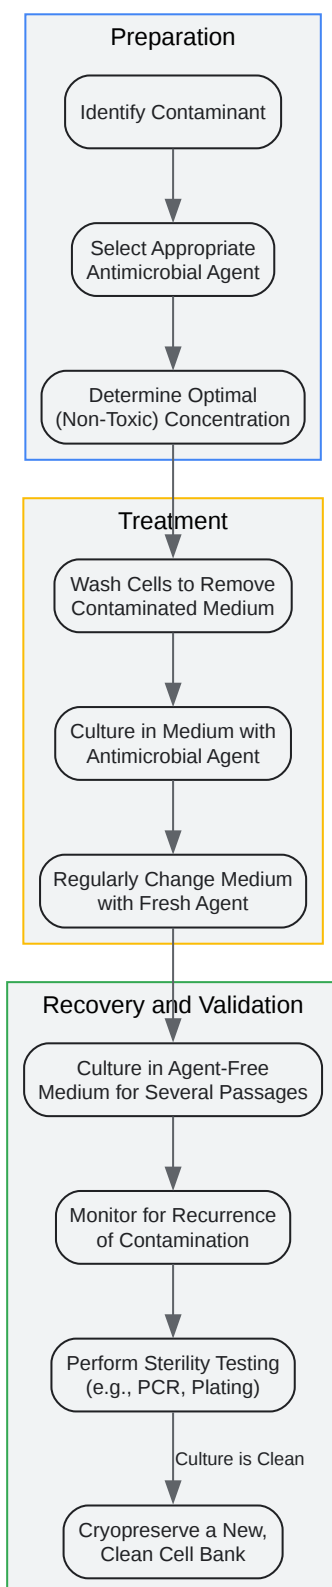 Preparation
Identify Contaminant
Select Appropriate
Antimicrobial Agent
Determine Optimal
(Non-Toxic) Concentration
Treatment
Wash Cells to Remove
Contaminated Medium
Culture in Medium with
Antimicrobial Agent
Regularly Change Medium
with Fresh Agent
Recovery and Validation
Culture in Agent-Free
Medium for Several Passages
Monitor for Recurrence
of Contamination
Perform Sterility Testing
(e.g., PCR, Plating)
Culture is Clean
Cryopreserve a New,
Clean Cell Bank